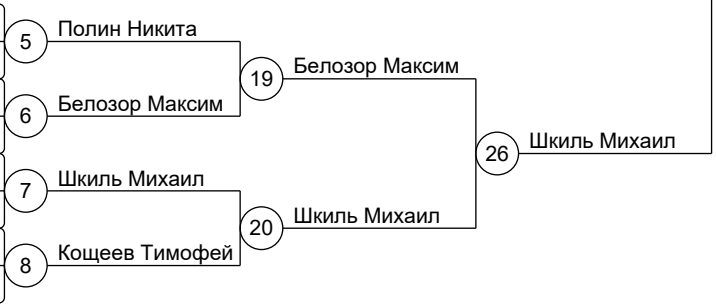 5 Полин Никита
19 Белозор Максим
6 Белозор Максим
26 Шкиль Михаил
7 Шкиль Михаил
20 Шкиль Михаил
8 Кощеев Тимофей